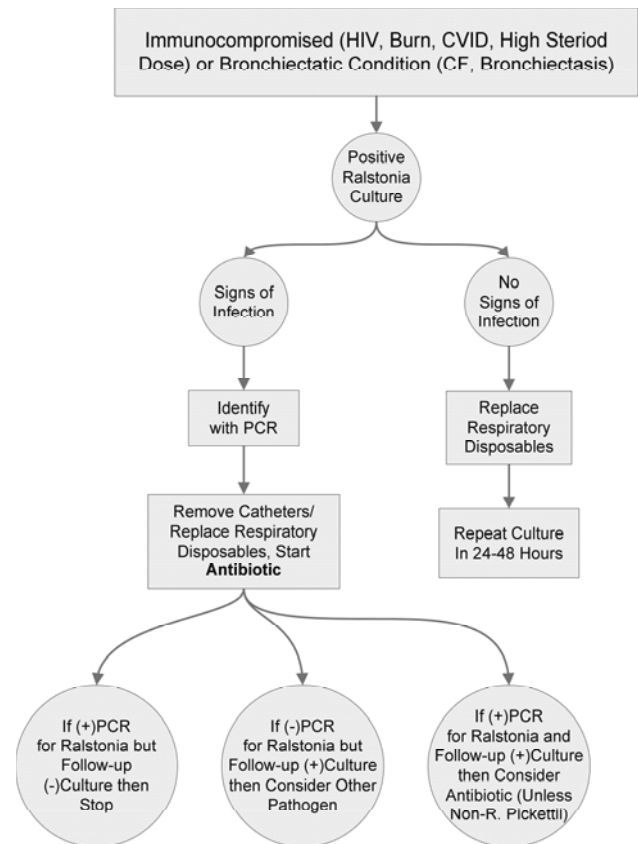 Immunocompromised (HIV, Burn, CVID, High Steriod
Dose) or Bronchiectatic Condition (CF, Bronchiectasis)
Positive
Ralstonia
Culture
Signs of
Infection
No
Signs of
Infection
Identify
with PCR
Replace
Respiratory
Disposables
Remove Catheters/
Replace Respiratory
Disposables, Start
Antibiotic
Repeat Culture
In 24-48 Hours
If (+)PCR
for Ralstonia but
Follow-up
(-)Culture then
Stop
If (-)PCR
for Ralstonia but
Follow-up (+)Culture
then Consider Other
Pathogen
If (+)PCR
for Ralstonia and
Follow-up (+)Culture
then Consider
Antibiotic (Unless
Non-R. Pickettii)